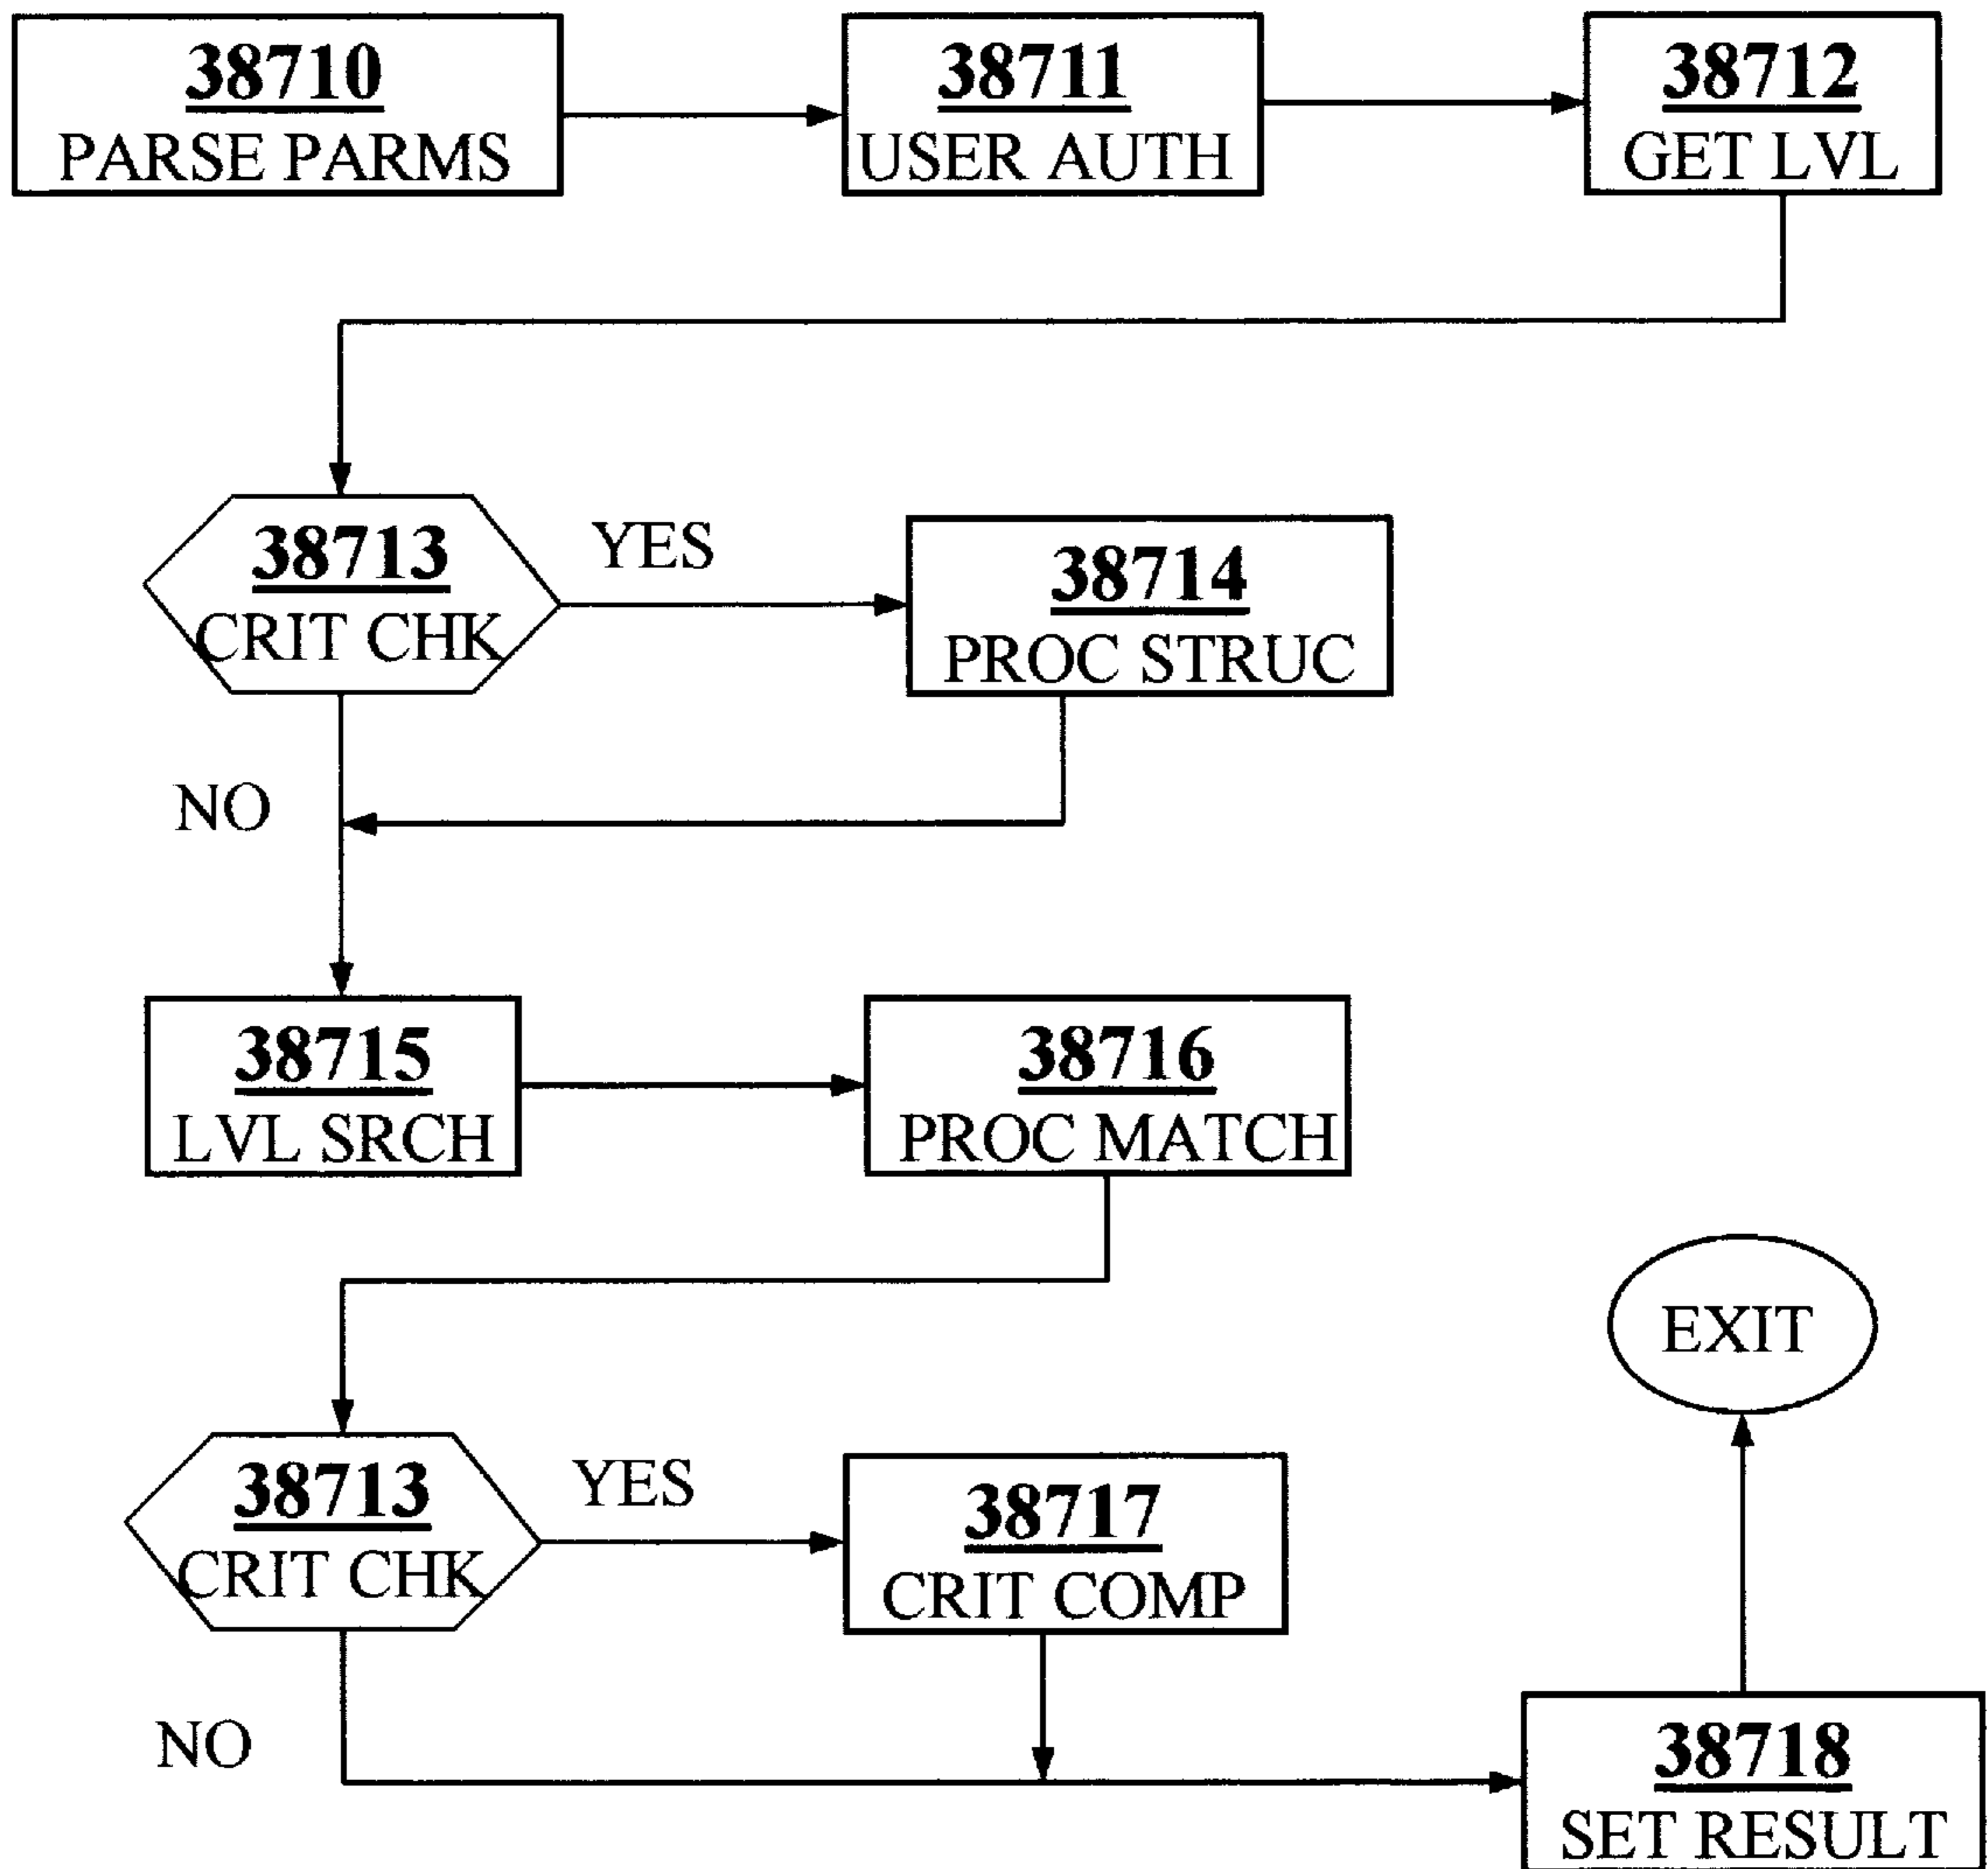 38710
PARSE PARMS
38711
USER AUTH
38712
GET LVL
38713
CRIT CHK
YES
38714
PROC STRUC
NO
38715
LVL SRCH
38716
PROC MATCH
EXIT
38713
CRIT CHK
YES
38717
CRIT COMP
NO
38718
SET RESULT